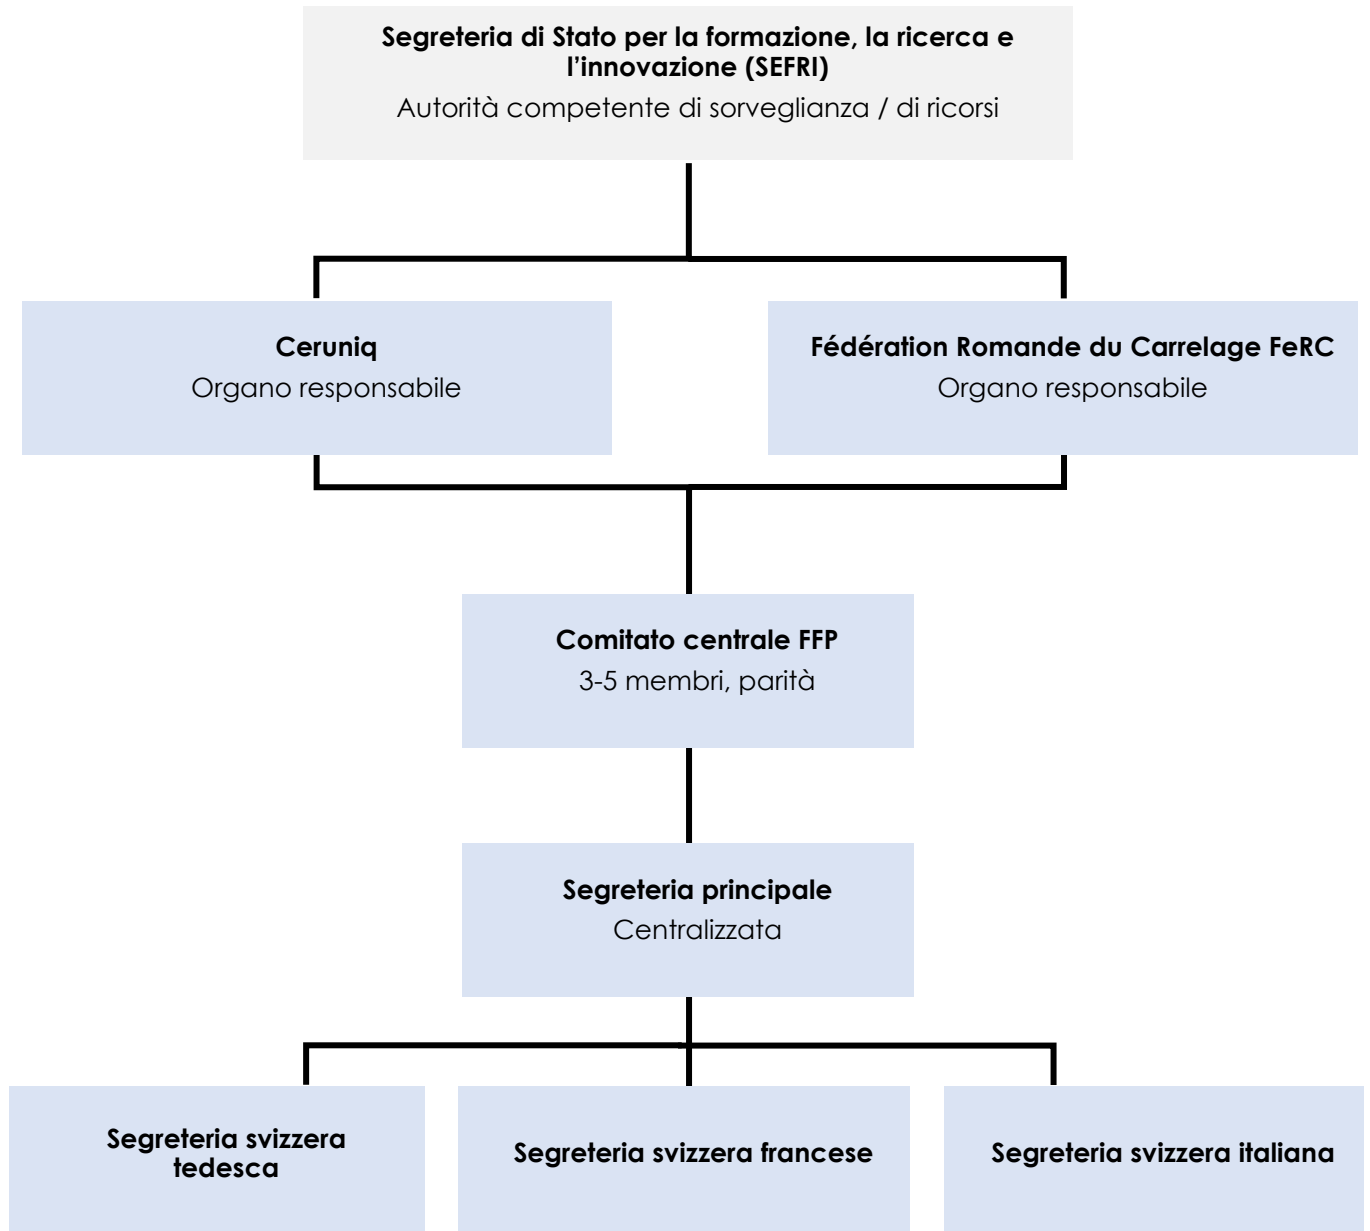 Segreteria di Stato per la formazione, la ricerca e
l’innovazione (SEFRI)
Autorità competente di sorveglianza / di ricorsi
Ceruniq
Organo responsabile
Fédération Romande du Carrelage FeRC
Organo responsabile
Comitato centrale FFP
3-5 membri, parità
Segreteria principale
Centralizzata
Segreteria svizzera
tedesca
Segreteria svizzera francese
Segreteria svizzera italiana